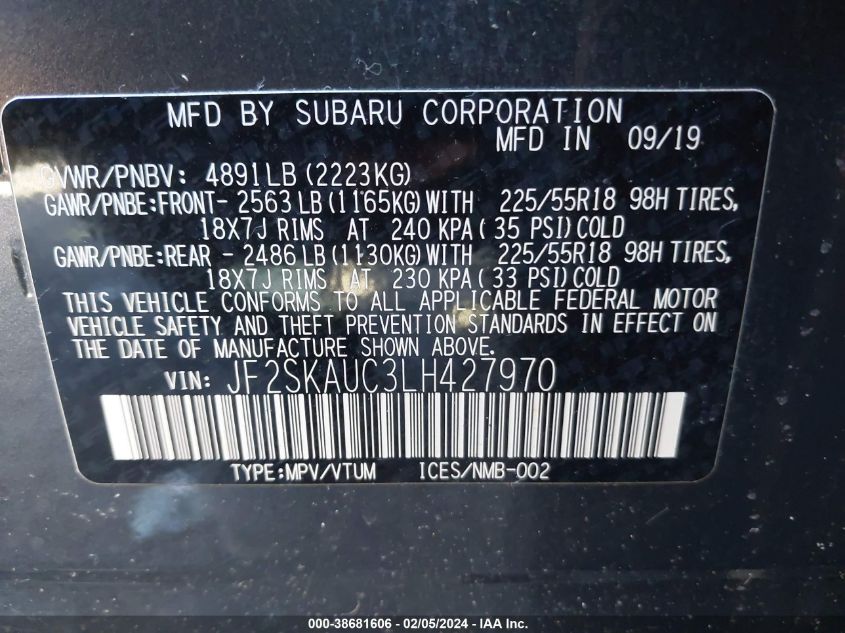 MFD BY SUBARU CORPORATION
MFD IN 09/19
GVWR/PNBV: 4891LB (2223KG)
GAWR/PNBE:FRONT- 2563 LB (1165KG) WITH 225/55R18 98H TIRES,
18X7J RIMS AT 240 KPA ( 35 PSI) COLD
GAWR/PNBE:REAR - 2486 LB (1130KG) WITH 225/55R18 98H TIRES,
18X7J RIMS AT 230 KPA ( 33 PSI) COLD
THIS VEHICLE CONFORMS TO ALL APPLICABLE FEDERAL MOTOR
VEHICLE SAFETY AND THEFT PREVENTION STANDARDS IN EFFECT ON
THE DATE OF MANUFACTURE SHOWN ABOVE.
VIN: JF2SKAUC3LH427970
TYPE:MPV/VTUM ICES/NMB-002
000-38681606 - 02/05/2024 - IAA, Inc.